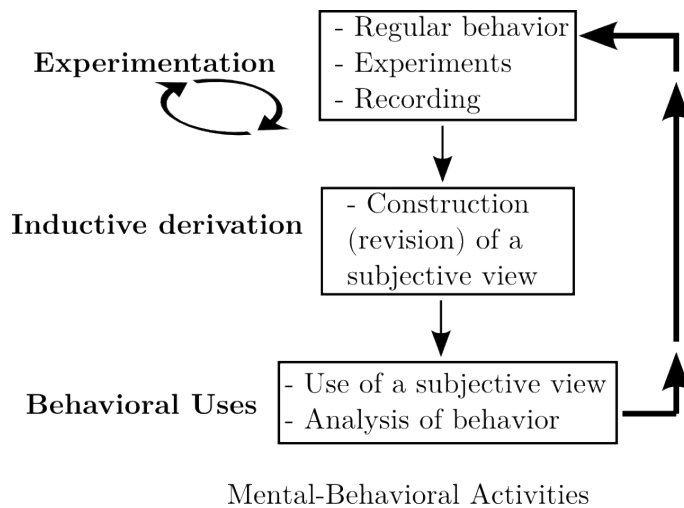 - Regular behavior
Experimentation
- Experiments
- Recording
Inductive derivation
- Construction
(revision) of a
subjective view
Behavioral Uses
- Use of a subjective view
- Analysis of behavior
Mental-Behavioral Activities